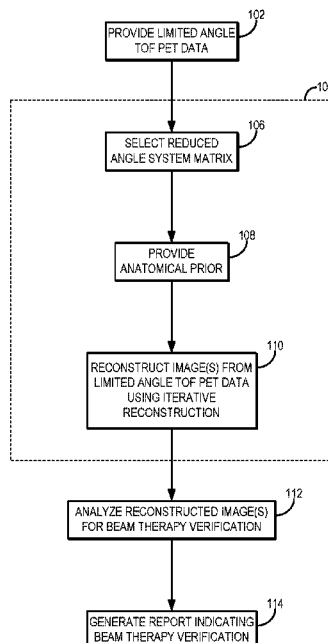 102
PROVIDE LIMITED ANGLE
TOF PET DATA
106
SELECT REDUCED
ANGLE SYSTEM MATRIX
108
PROVIDE
ANATOMICAL PRIOR
110
RECONSTRUCT IMAGE(S) FROM
LIMITED ANGLE TOF PET DATA
USING ITERATIVE
RECONSTRUCTION
112
ANALYZE RECONSTRUCTED IMAGE(S)
FOR BEAM THERAPY VERIFICATION
114
GENERATE REPORT INDICATING
BEAM THERAPY VERIFICATION